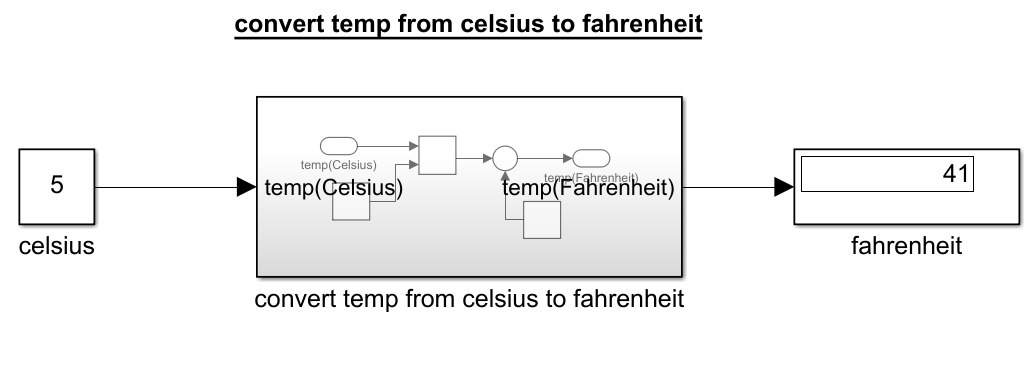 convert temp from celsius to fahrenheit
temp(Celsius)
temp(Fahrenheit)
5
temp(Celsius)
temp(Fahrenheit)
41
celsius
fahrenheit
convert temp from celsius to fahrenheit